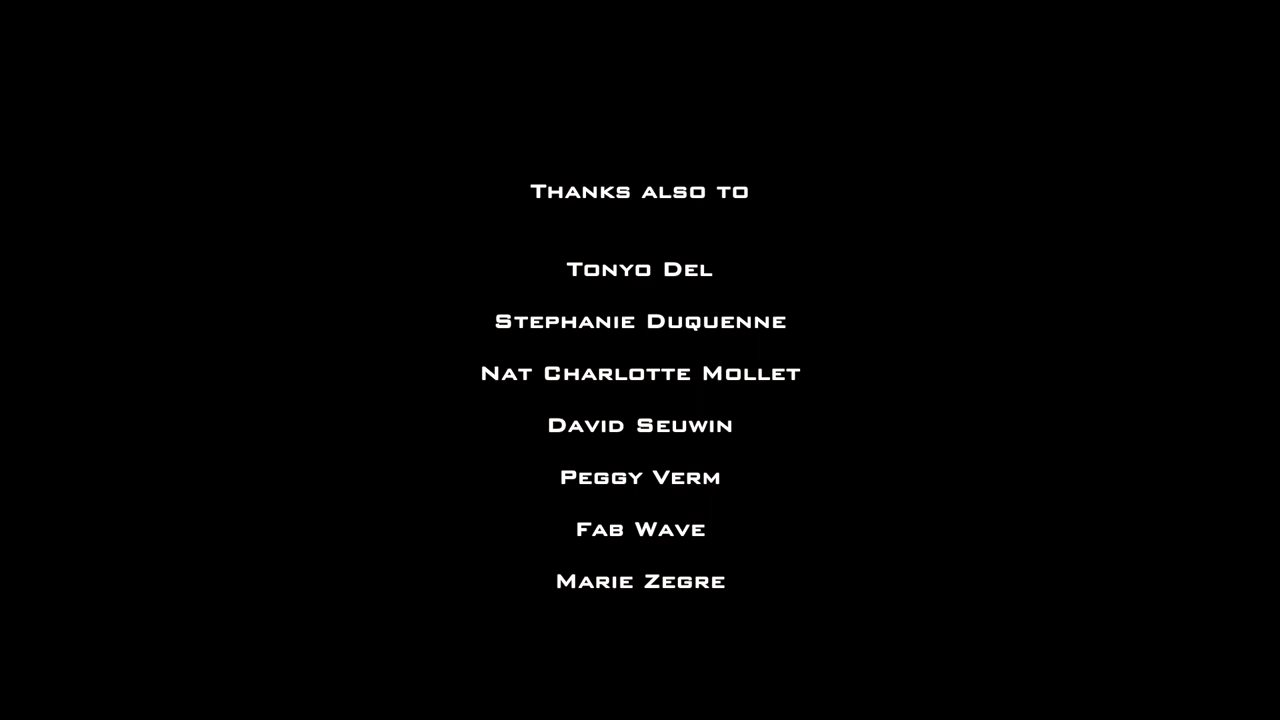 Thanks also to
Tonyo Del
Stephanie Duquenne
Nat Charlotte Mollet
David Seuwin
Peggy Verm
Fab Wave
Marie Zegre